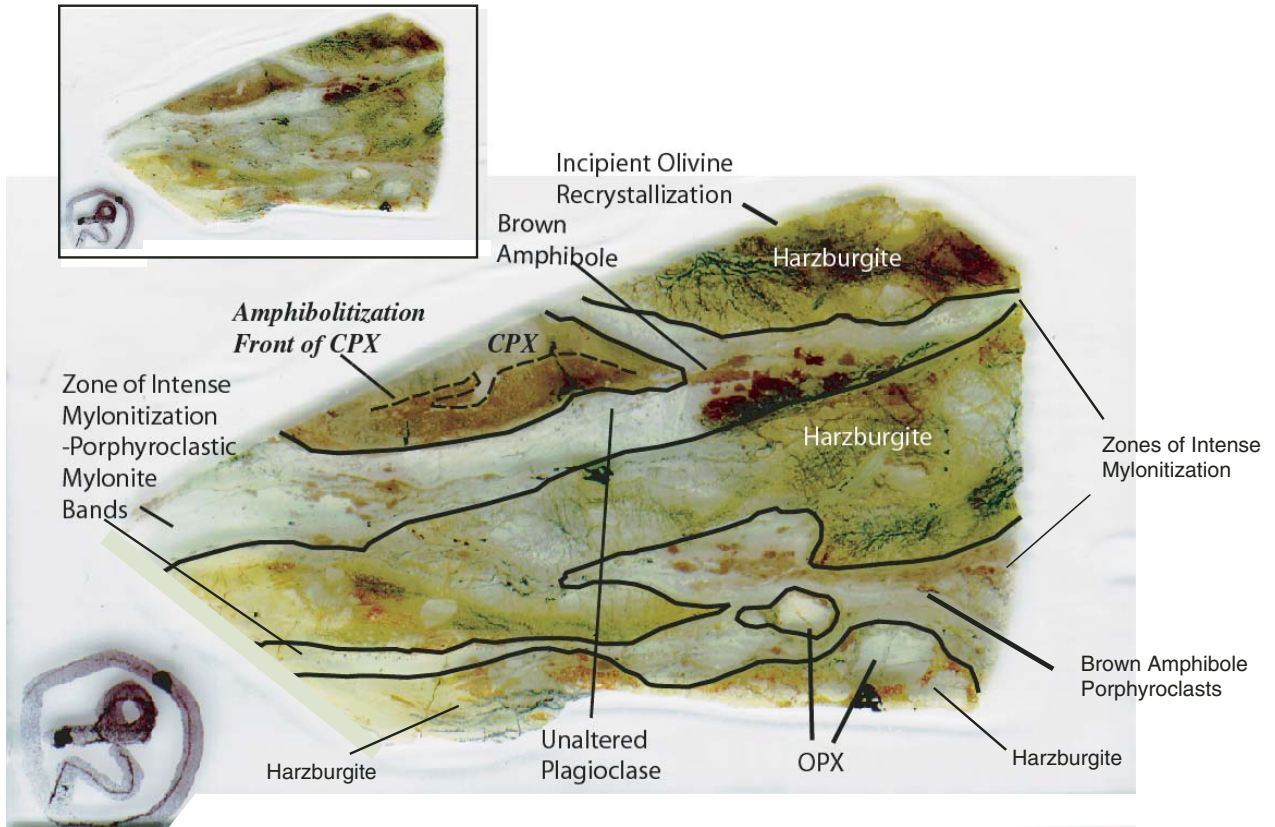 Incipient Olivine
Recrystallization
Brown
Amphibole
Harzburgite
Amphibolitization
Front of CPX
CPX
Zone of Intense
Mylonitization
-Porphyroclastic
Mylonite
Bands
Harzburgite
Zones of Intense
Mylonitization
Brown Amphibole
Porphyroclasts
Unaltered
Plagioclase
OPX
Harzburgite
Harzburgite